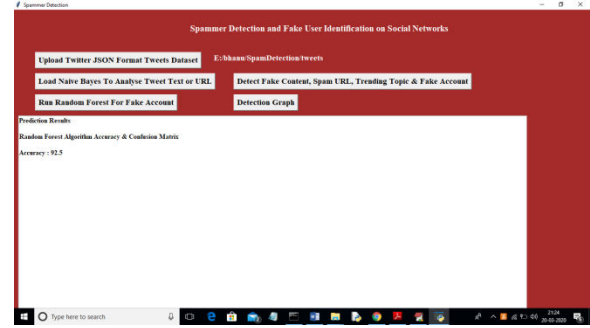 Spammer Detection
Spammer Detection and Fake User Identification on Social Networks
Upload Twitter JSON Format Tweets Dataset
E:/bhanu/SpamDetection/tweets
Load Naive Bayes To Analyse Tweet Text or URL
Detect Fake Content, Spam URL, Trending Topic & Fake Account
Run Random Forest For Fake Account
Detection Graph
Prediction Results
Random Forest Algorithm Accuracy & Confusion Matrix
Accuracy : 92.5
Type here to search
21:24
20-03-2020